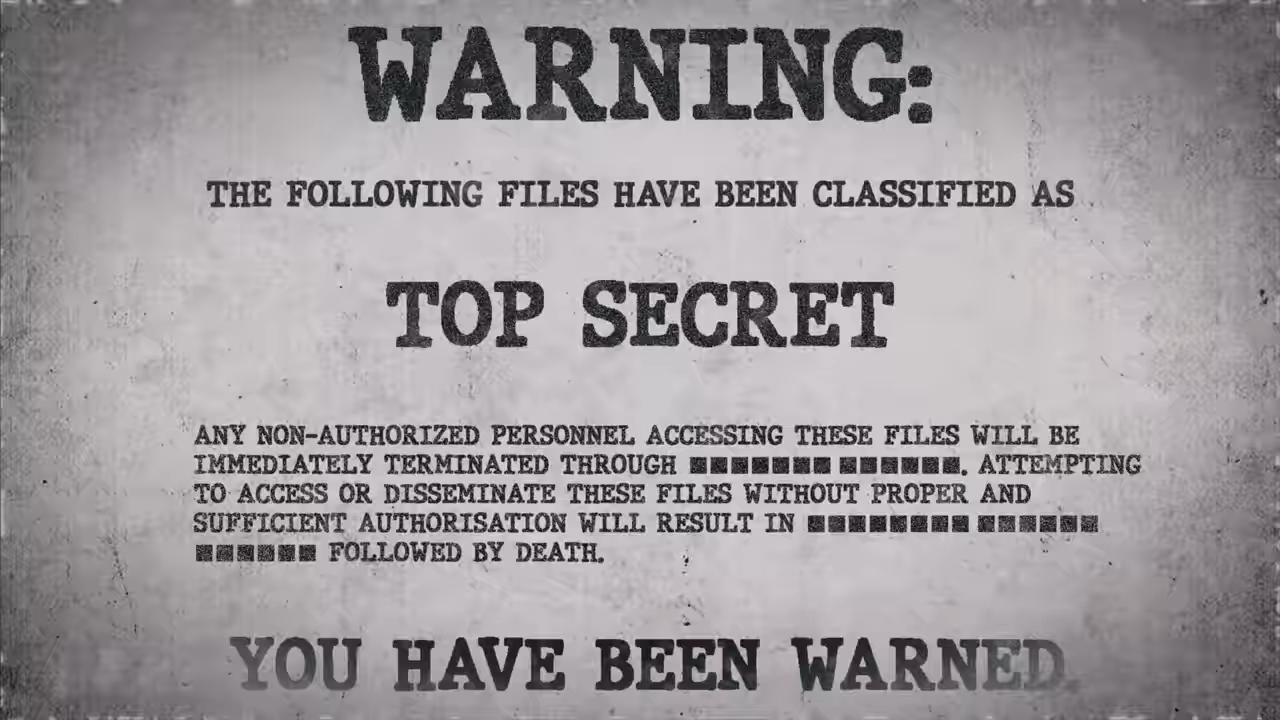 WARNING:
THE FOLLOWING FILES HAVE BEEN CLASSIFIED AS
TOP SECRET
ANY NON-AUTHORIZED PERSONNEL ACCESSING THESE FILES WILL BE
IMMEDIATELY TERMINATED THROUGH ■■■■■■■ ■■■■■■. ATTEMPTING
TO ACCESS OR DISSEMINATE THESE FILES WITHOUT PROPER AND
SUFFICIENT AUTHORISATION WILL RESULT IN ■■■■■■■■ ■■■■■■
■■■■■■ FOLLOWED BY DEATH.
YOU HAVE BEEN WARNED.